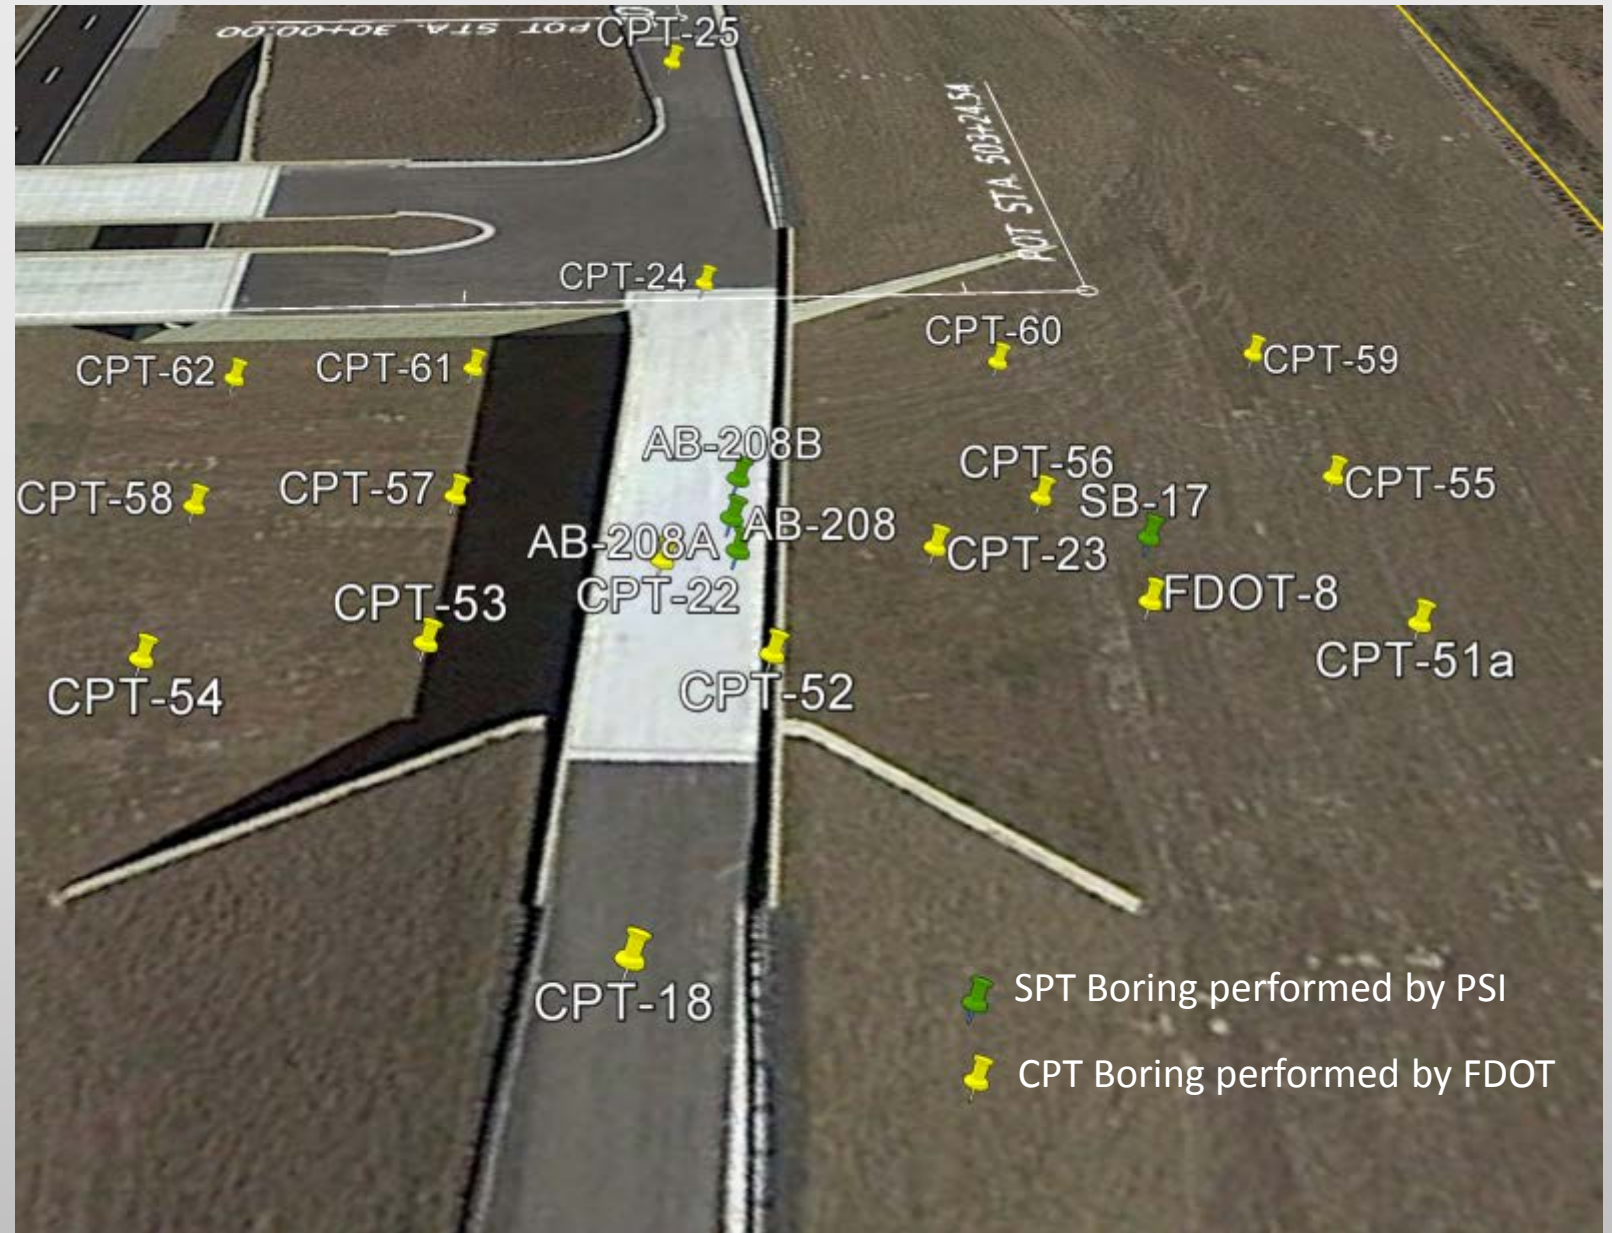 POT STA. 30+00.00
CPT-25
POT STA 503+24.54
CPT-24
CPT-60
CPT-59
CPT-62
CPT-61
AB-208B
CPT-56
CPT-55
CPT-58
CPT-57
SB-17
AB-208
AB-208A
CPT-23
CPT-22
FDOT-8
CPT-53
CPT-51a
CPT-54
CPT-52
CPT-18
SPT Boring performed by PSI
CPT Boring performed by FDOT